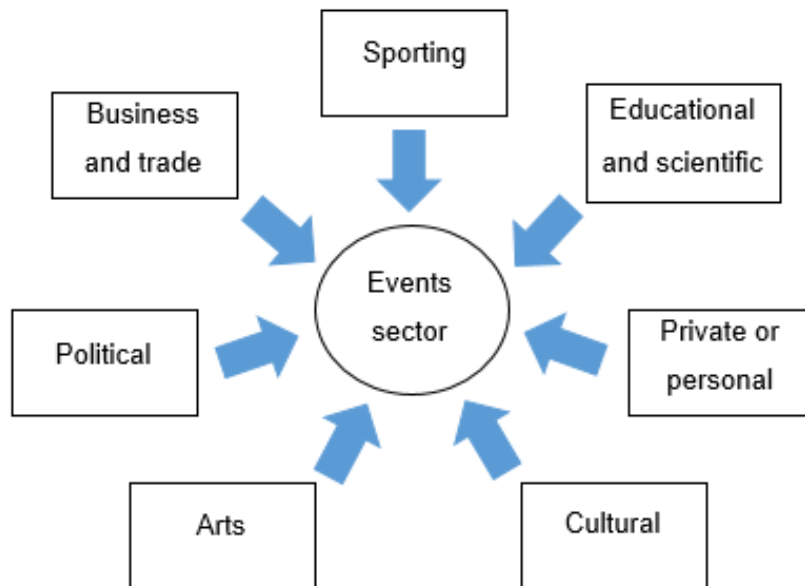 Sporting
Business
and trade
Educational
and scientific
Events
sector
Political
Private or
personal
Arts
Cultural